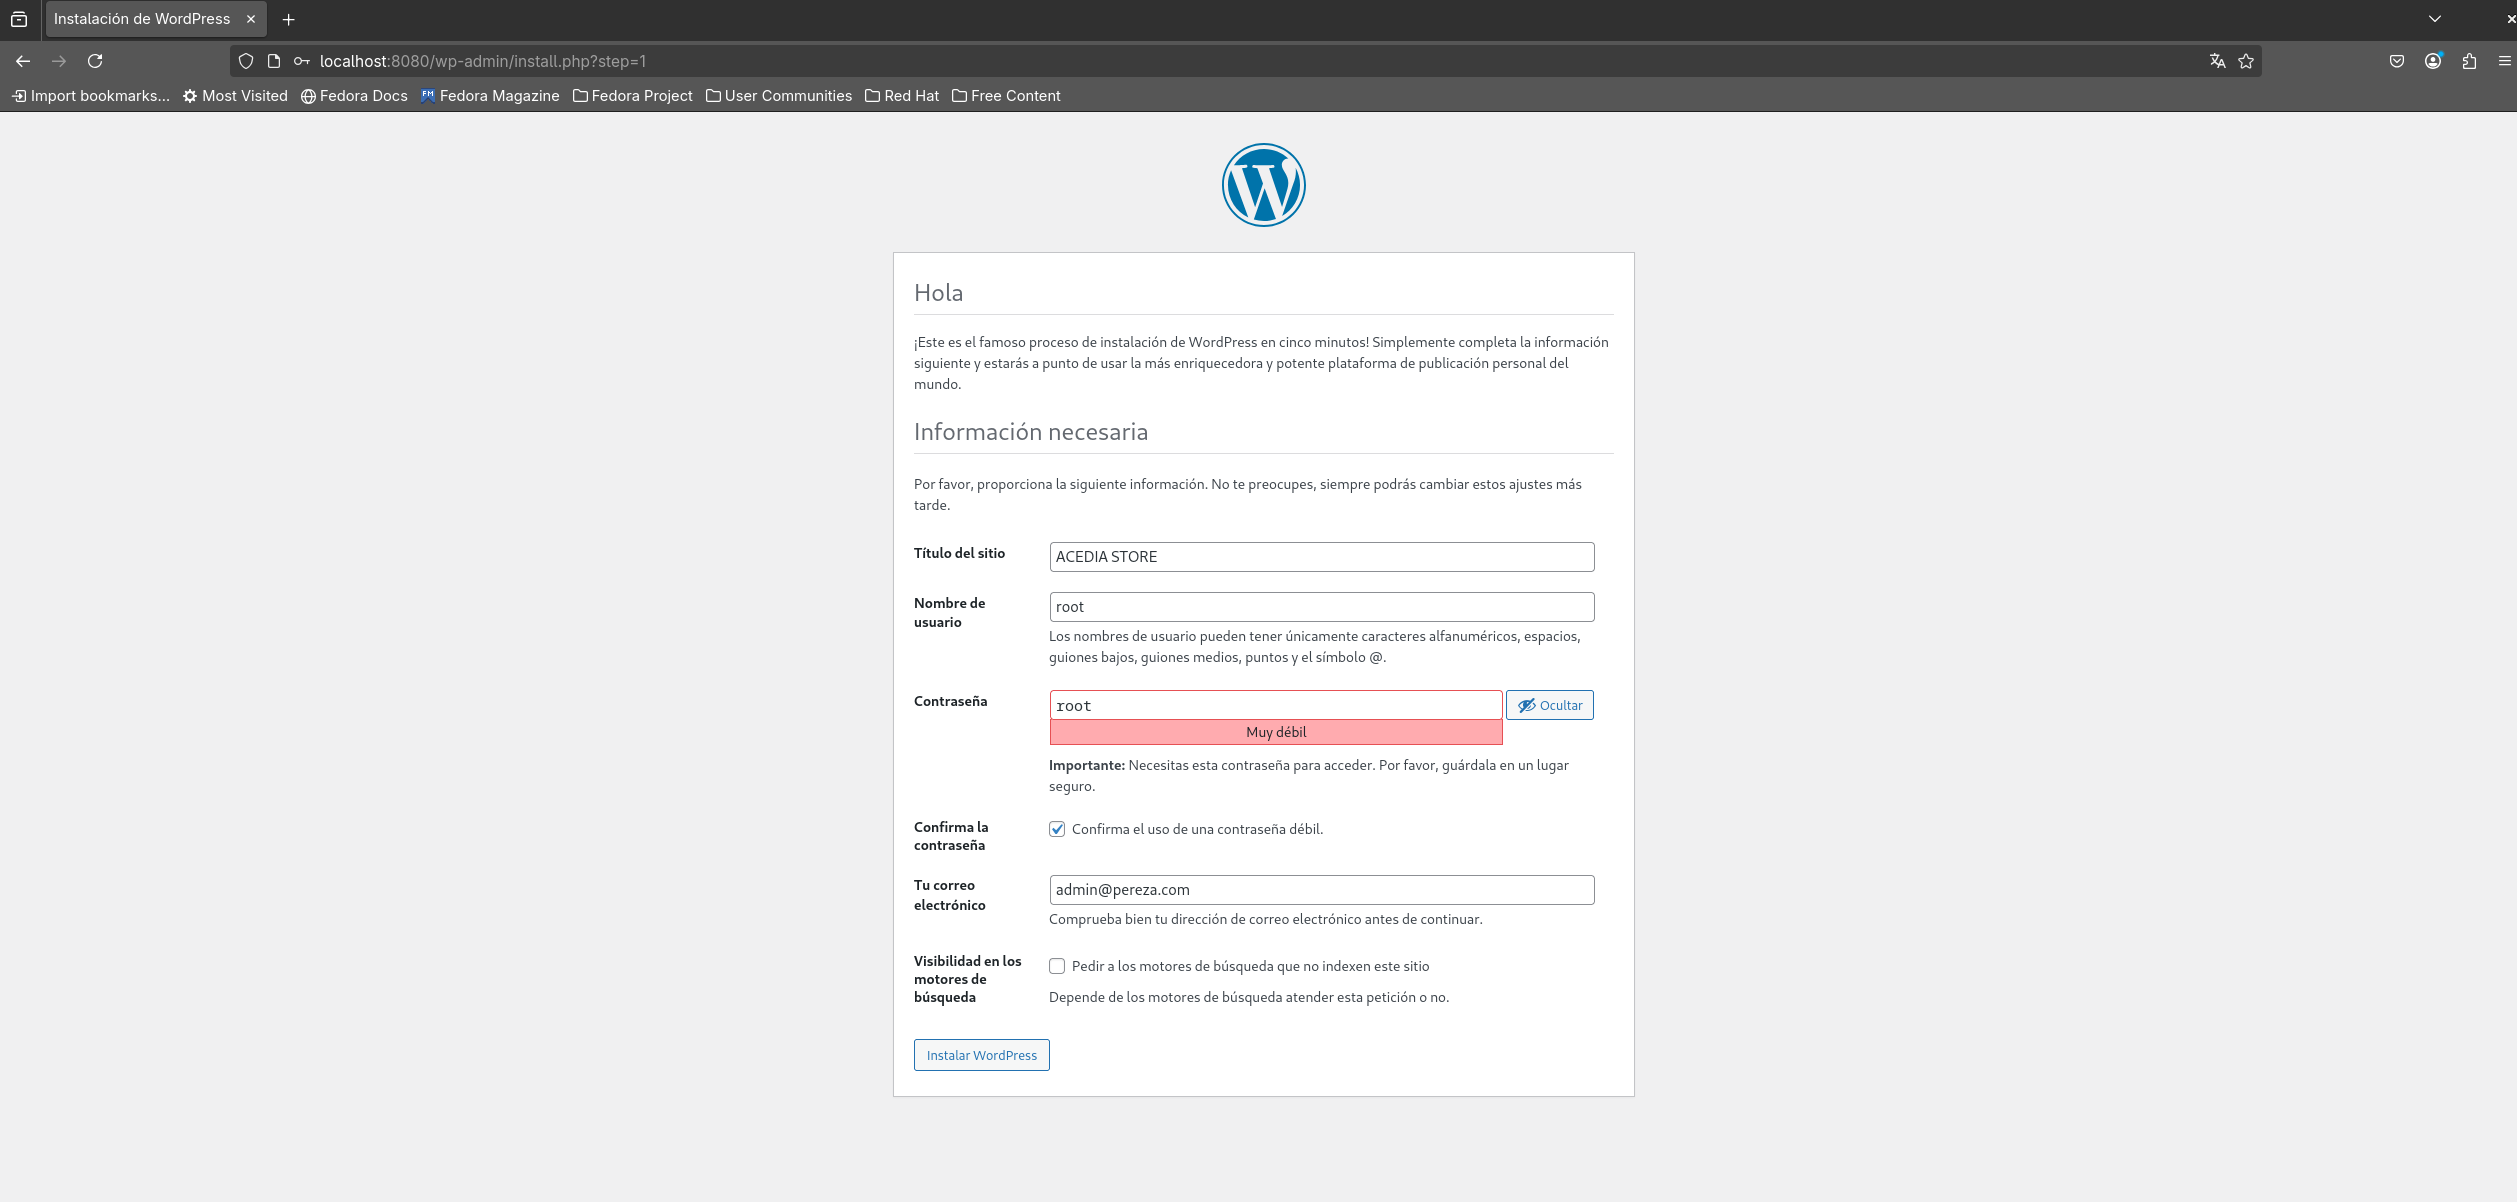 Instalación de WordPress
localhost:8080/wp-admin/install.php?step=1
Import bookmarks... Most Visited Fedora Docs Fedora Magazine Fedora Project User Communities Red Hat Free Content
Hola
¡Este es el famoso proceso de instalación de WordPress en cinco minutos! Simplemente completa la información
siguiente y estarás a punto de usar la más enriquecedora y potente plataforma de publicación personal del
mundo.
Información necesaria
Por favor, proporciona la siguiente información. No te preocupes, siempre podrás cambiar estos ajustes más
tarde.
Título del sitio
ACEDIA STORE
Nombre de
usuario
root
Los nombres de usuario pueden tener únicamente caracteres alfanuméricos, espacios,
guiones bajos, guiones medios, puntos y el símbolo @.
Contraseña
root
Ocultar
Muy débil
Importante: Necesitas esta contraseña para acceder. Por favor, guárdala en un lugar
seguro.
Confirma la
contraseña
Confirma el uso de una contraseña débil.
Tu correo
electrónico
admin@pereza.com
Comprueba bien tu dirección de correo electrónico antes de continuar.
Visibilidad en los
motores de
búsqueda
Pedir a los motores de búsqueda que no indexen este sitio
Depende de los motores de búsqueda atender esta petición o no.
Instalar WordPress